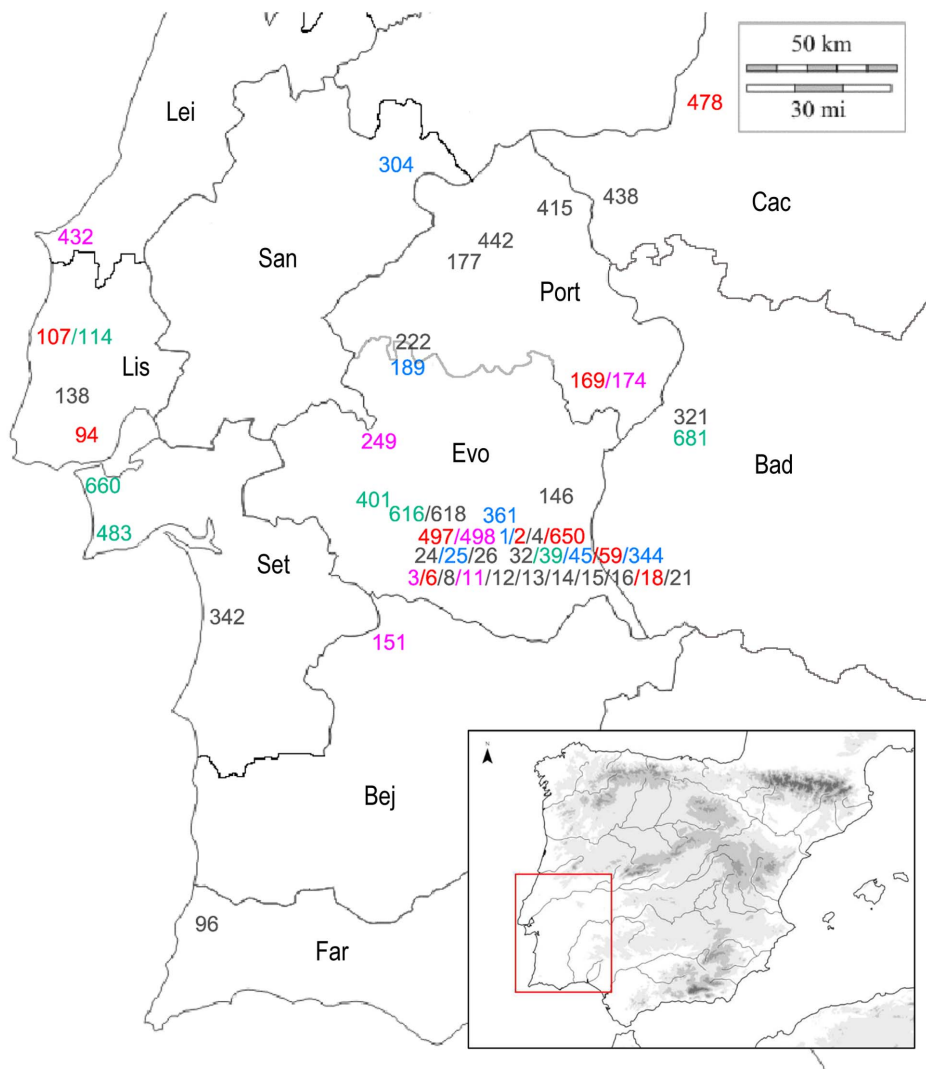 50 km
30 mi
478
Lei
304
438
Cac
415
432
442
San
177
Port
107/114
222
Lis
189
169/174
138
321
94
249
681
Evo
Bad
660
401
146
616/618
361
483
497/498 1/2/4/650
24/25/26 32/39/45/59/344
Set
3/6/8/11/12/13/14/15/16/18/21
342
151
N
Bej
96
Far